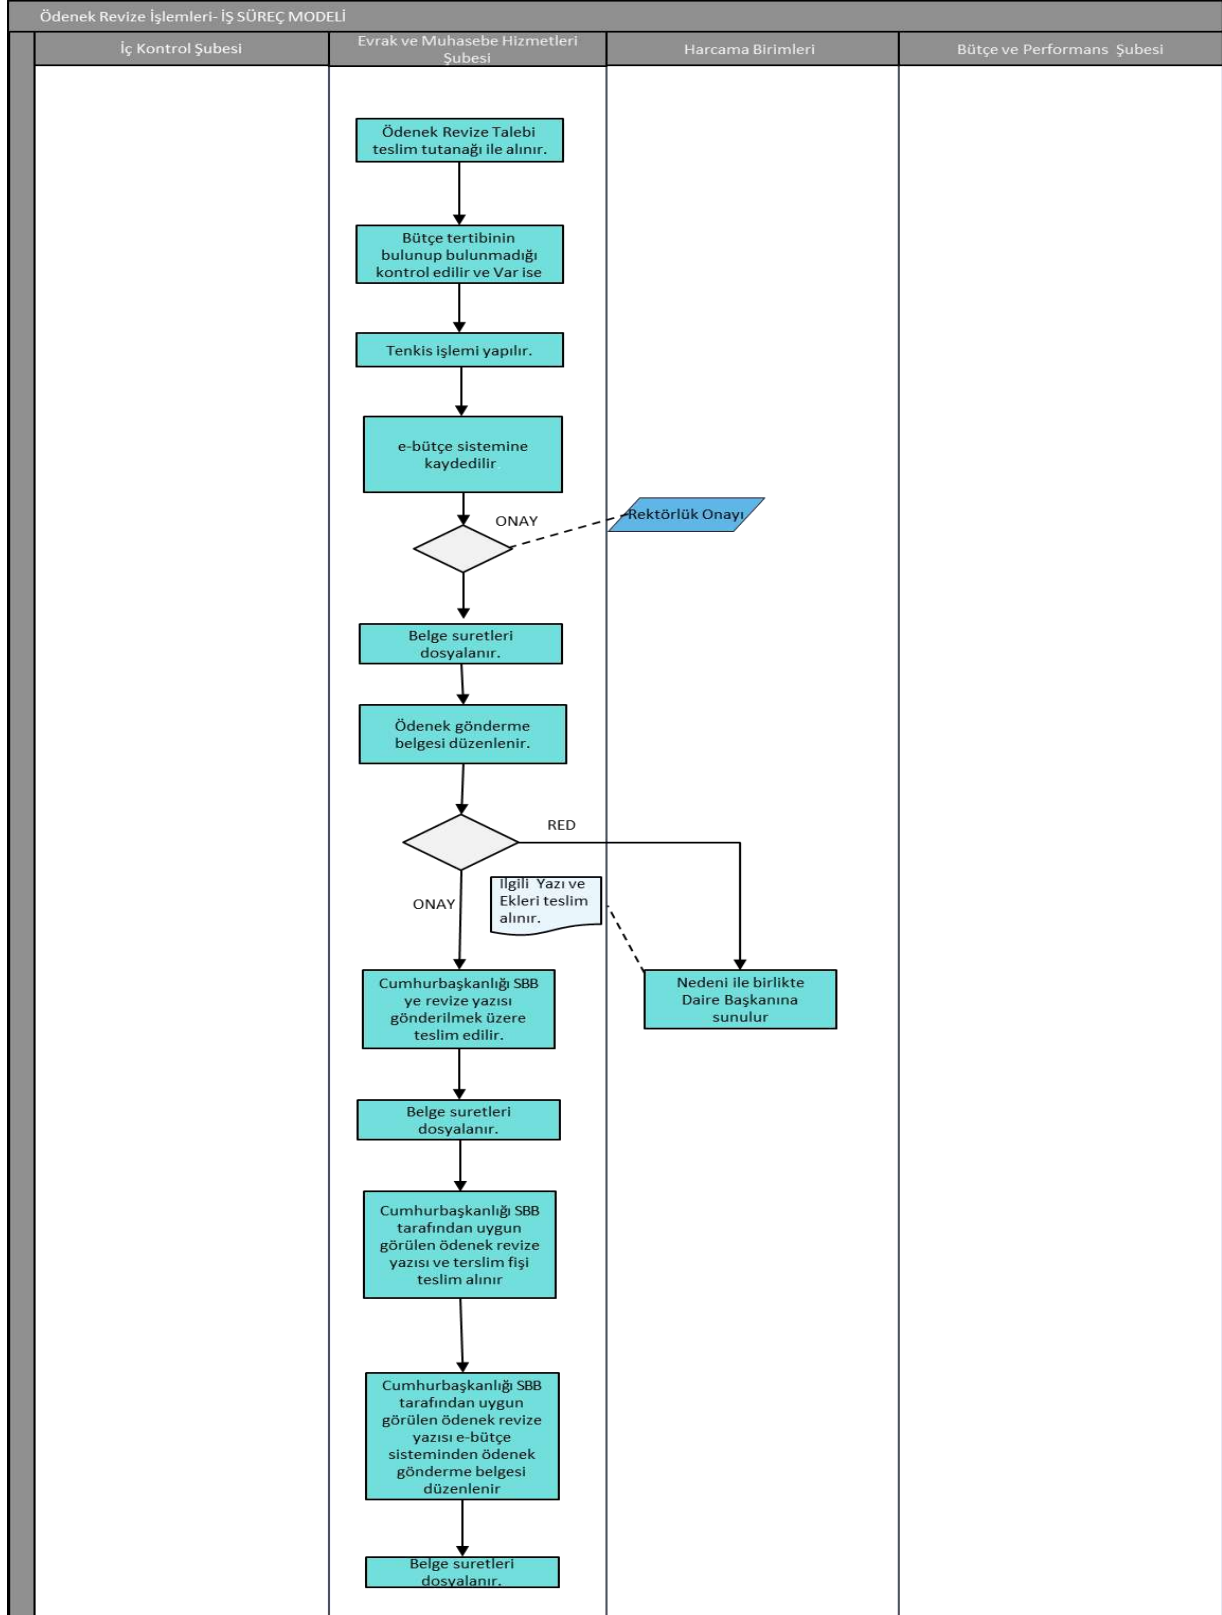 Ödenek Revize İşlemleri- İŞ SÜREÇ MODELİ
İç Kontrol Şubesi
Evrak ve Muhasebe Hizmetleri
Şubesi
Harcama Birimleri
Bütçe ve Performans Şubesi
Ödenek Revize Talebi
teslim tutanağı ile alınır.
Bütçe tertibinin
bulunup bulunmadığı
kontrol edilir ve Var ise
Tenkis işlemi yapılır.
e-bütçe sistemine
kaydedilir
ONAY
Rektörlük Onayı
Belge suretleri
dosyalanır.
Ödenek gönderme
belgesi düzenlenir.
RED
ONAY
İlgili Yazı ve
Ekleri teslim
alınır.
Cumhurbaşkanlığı SBB
ye revize yazısı
gönderilmek üzere
teslim edilir.
Nedeni ile birlikte
Daire Başkanına
sunulur
Belge suretleri
dosyalanır.
Cumhurbaşkanlığı SBB
tarafından uygun
görülen ödenek revize
yazısı ve terslim fişi
teslim alınır
Cumhurbaşkanlığı SBB
tarafından uygun
görülen ödenek revize
yazısı e-bütçe
sisteminden ödenek
gönderme belgesi
düzenlenir
Belge suretleri
dosyalanır.